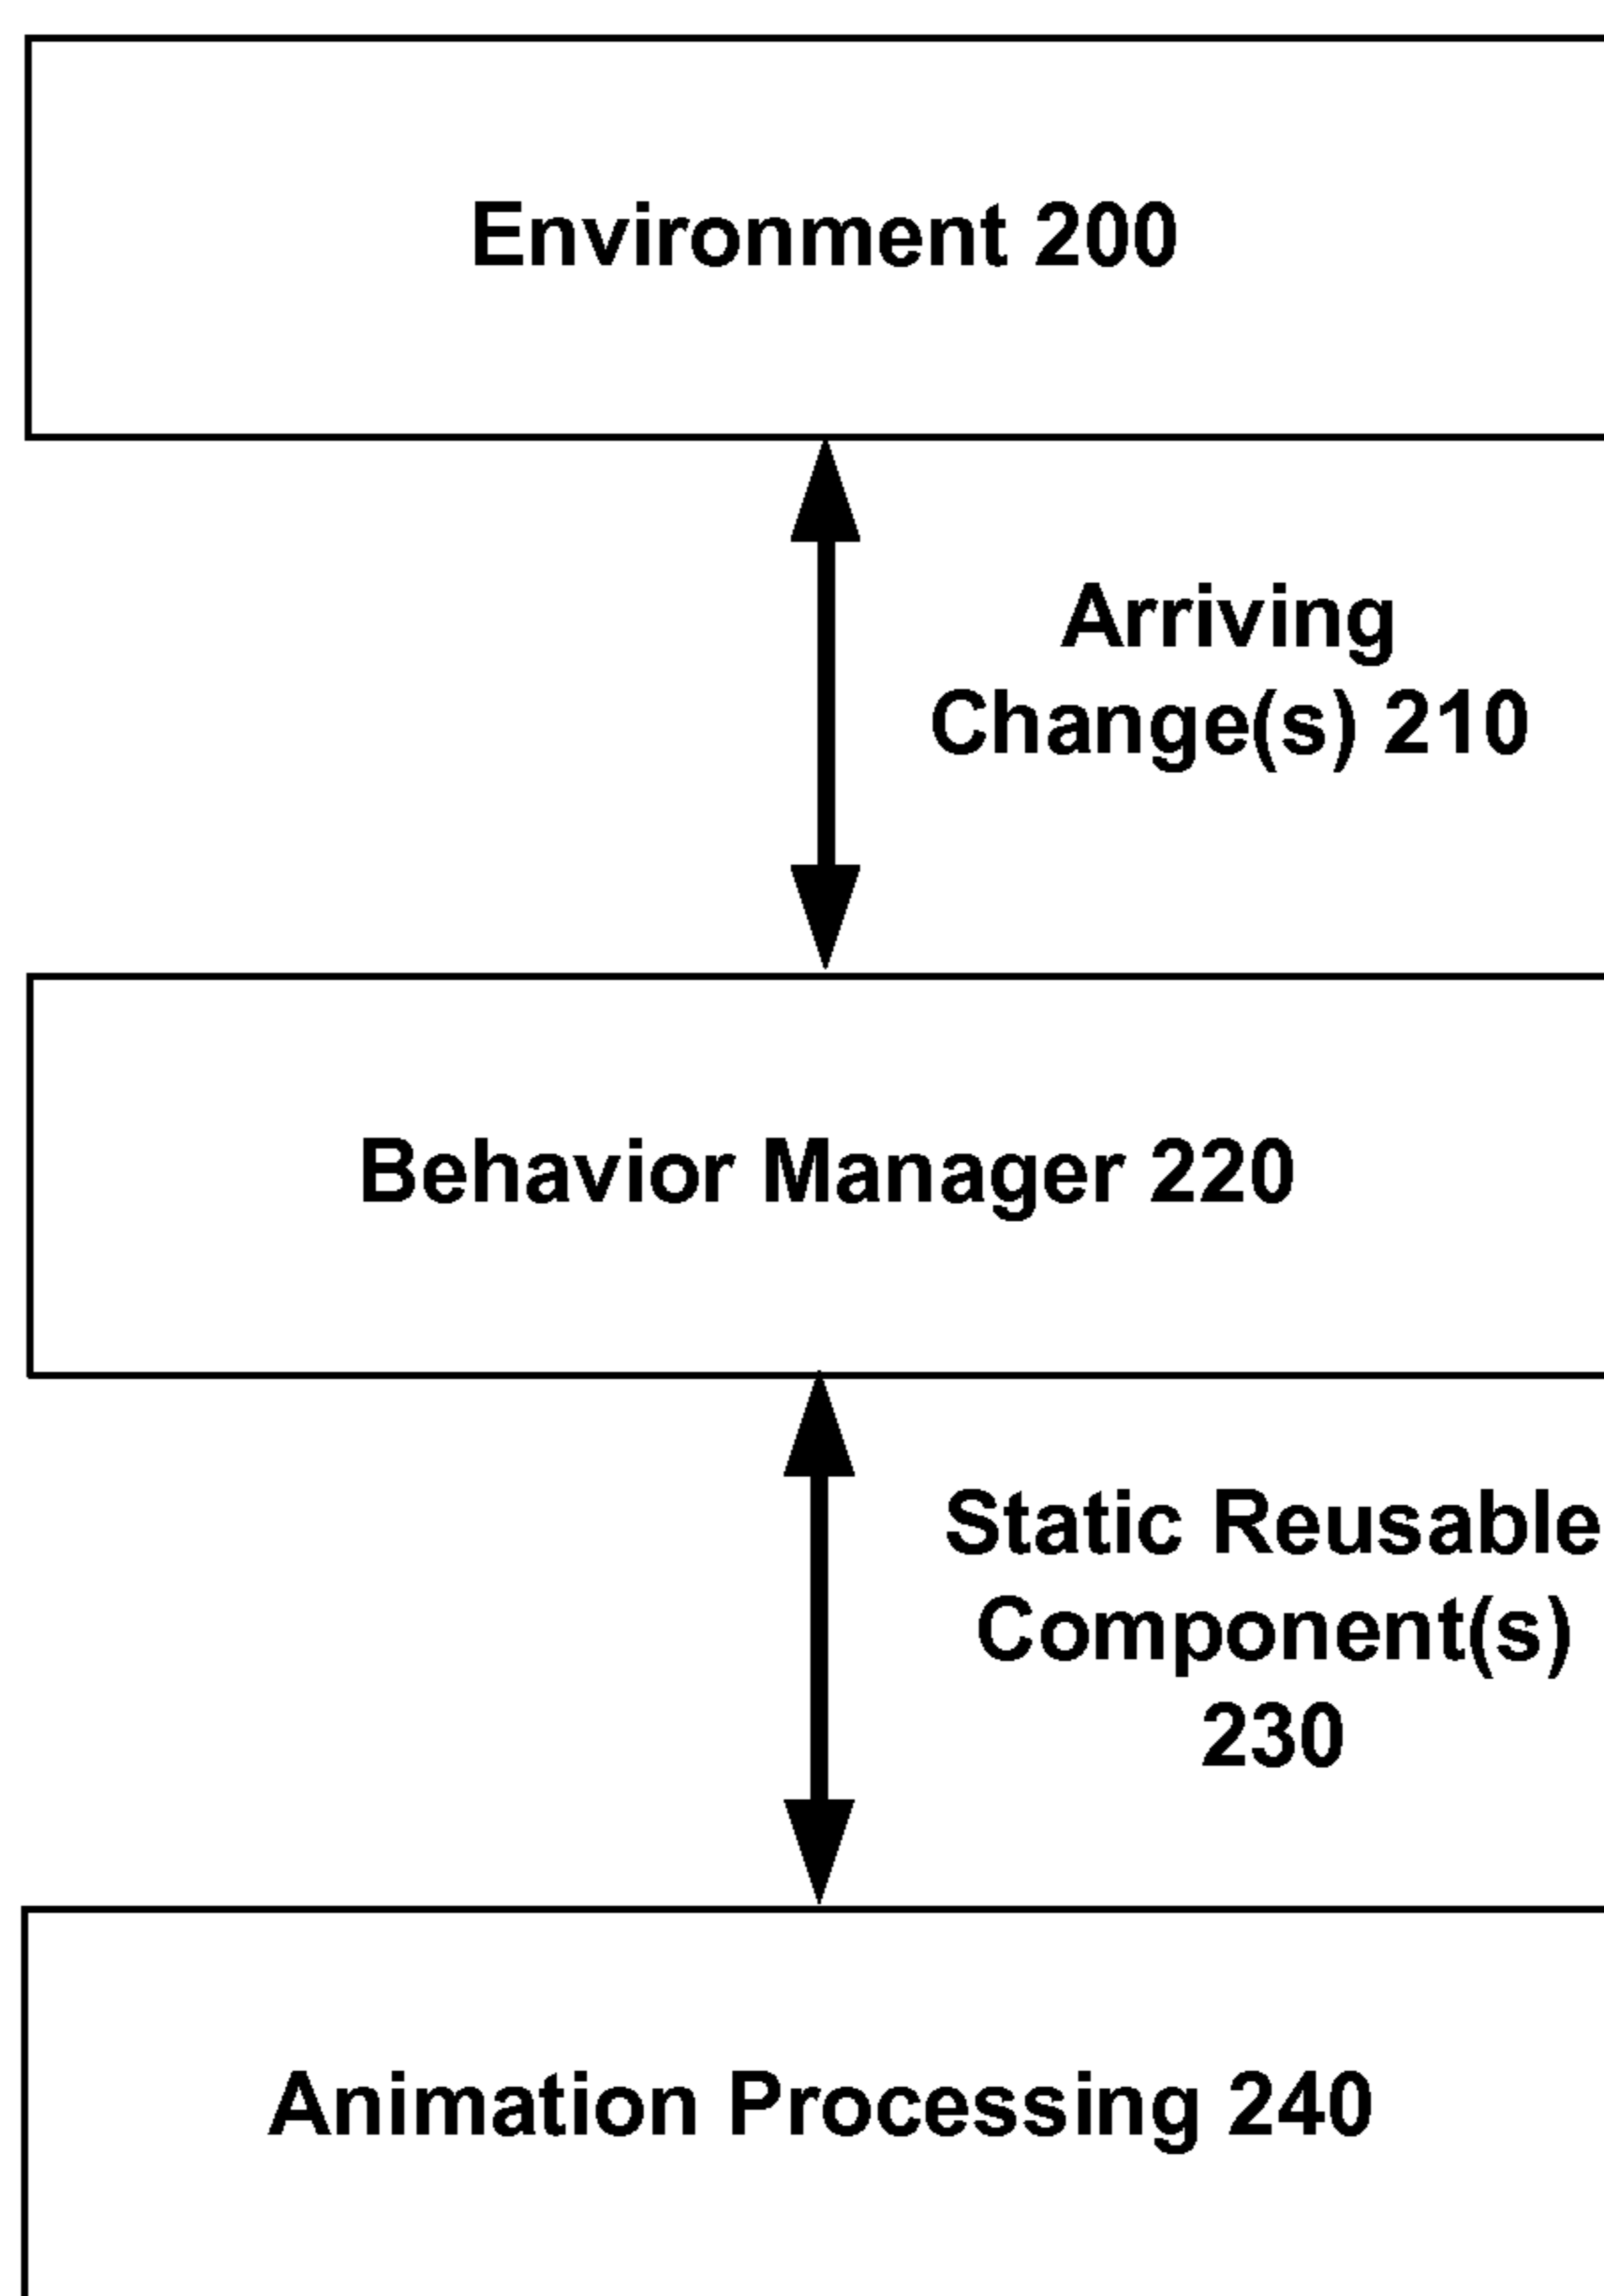 Environment 200
Arriving
Change(s) 210
Behavior Manager 220
Static Reusable
Component(s)
230
Animation Processing 240